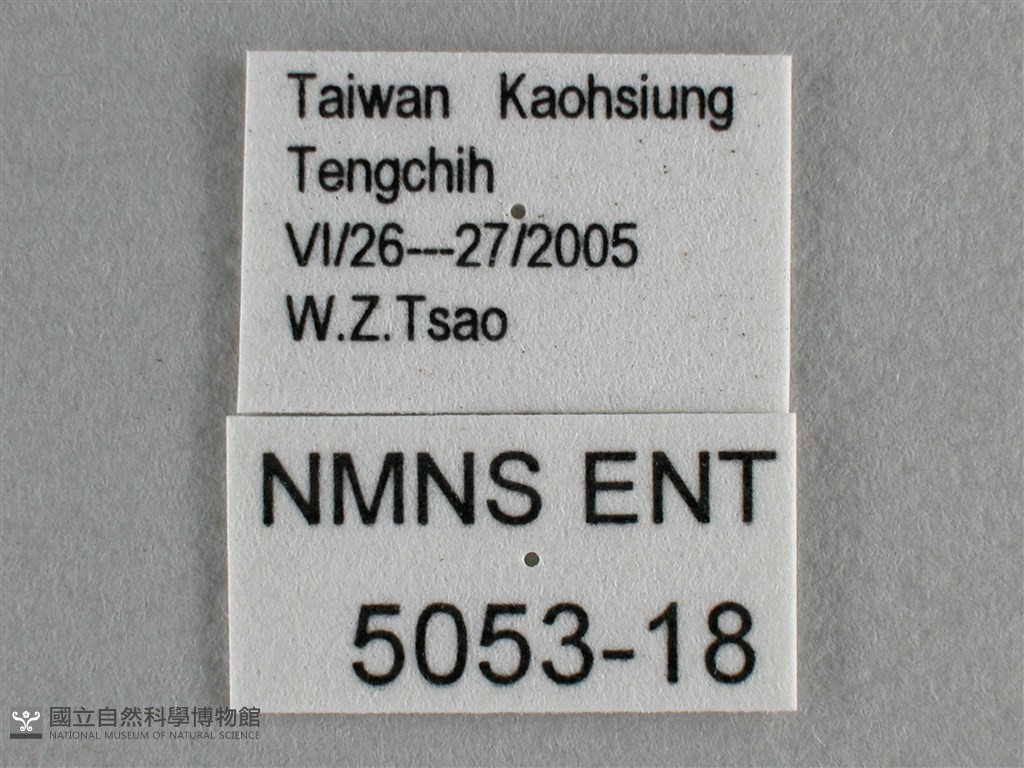 Taiwan Kaohsiung
Tengchih
VI/26---27/2005
W.Z.Tsao
NMNS ENT
5053-18
國立自然科學博物館
NATIONAL MUSEUM OF NATURAL SCIENCE